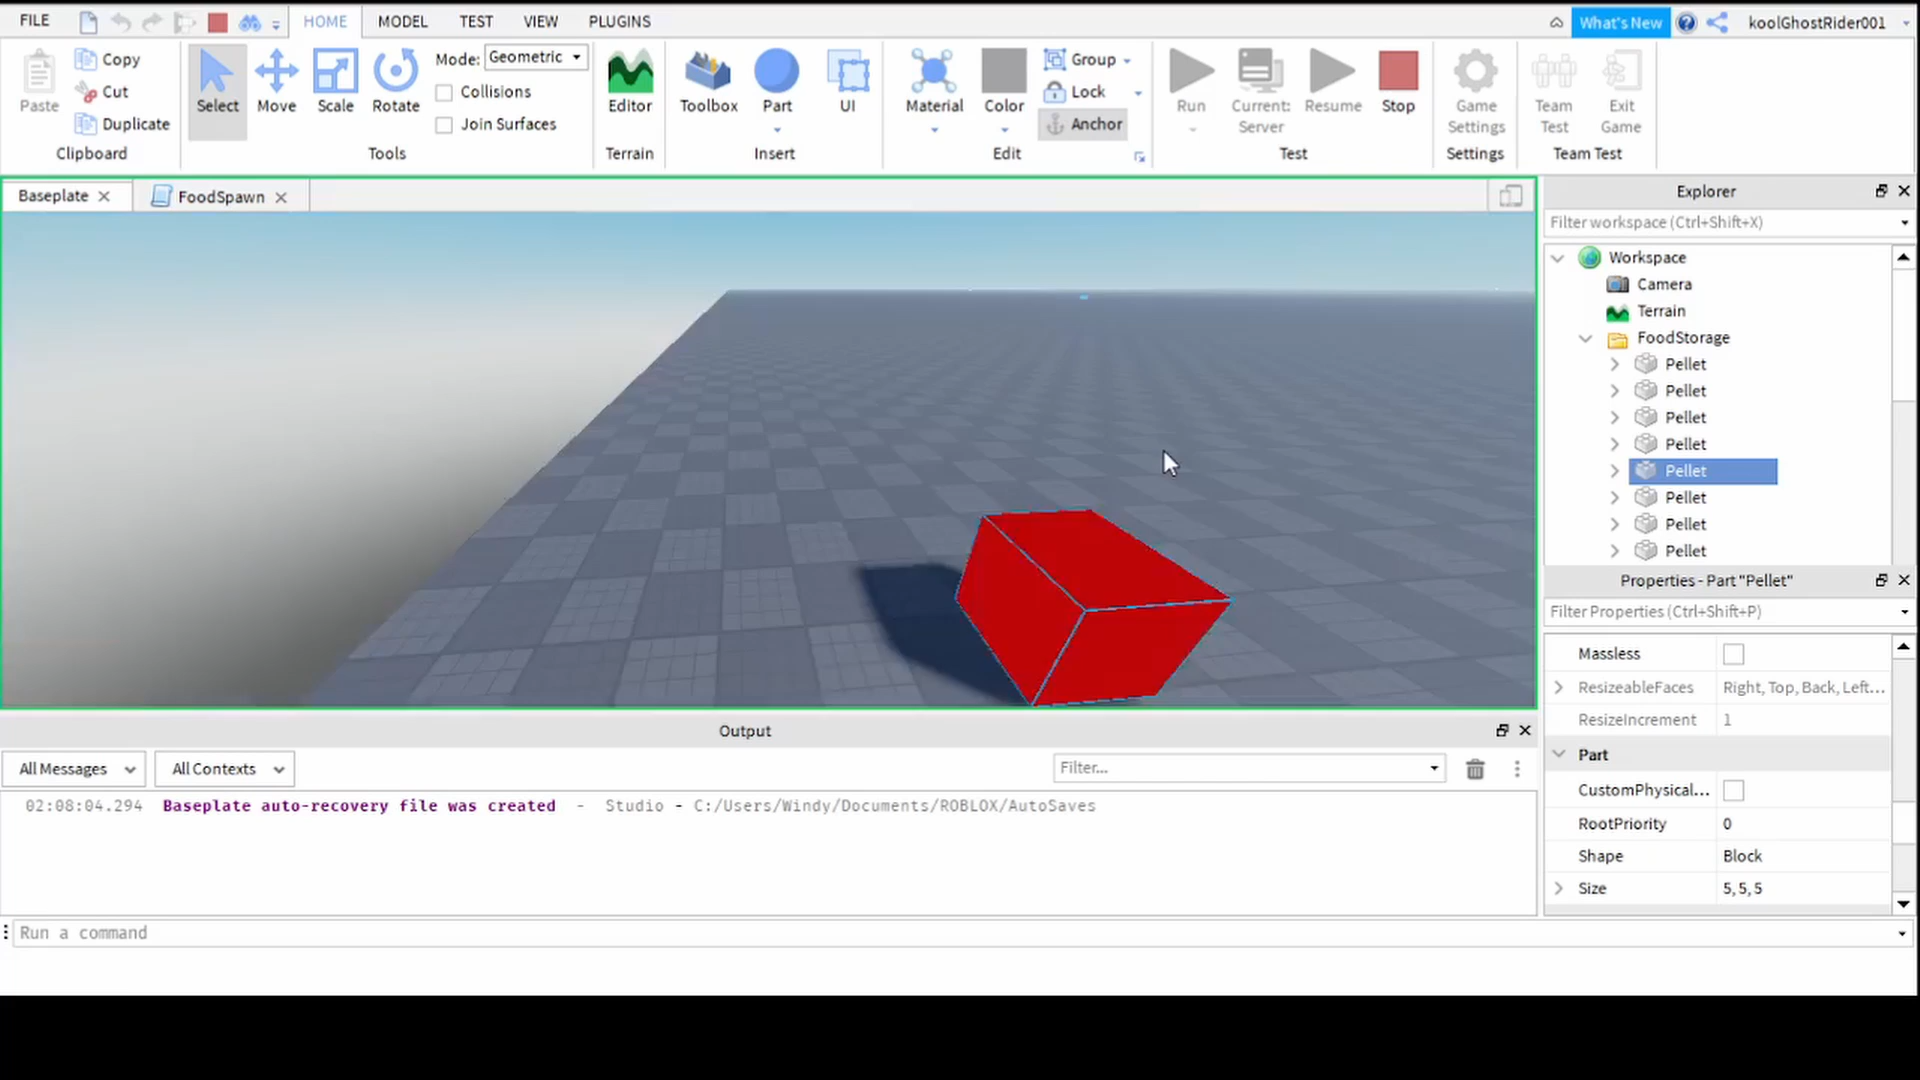 FILE HOME MODEL TEST VIEW PLUGINS What's New koolGhostRider001
Paste Copy Cut Duplicate
Clipboard
Select Move Scale Rotate
Mode: Geometric
Collisions
Join Surfaces
Tools
Editor
Terrain
Toolbox Part UI
Insert
Material Color Group Lock Anchor
Edit
Run Current: Server Resume Stop
Test
Game Settings
Settings
Team Test Exit Game
Team Test
Baseplate FoodSpawn
Explorer
Filter workspace (Ctrl+Shift+X)
Workspace
Camera
Terrain
FoodStorage
Pellet
Pellet
Pellet
Pellet
Pellet
Pellet
Pellet
Pellet
Properties - Part "Pellet"
Filter Properties (Ctrl+Shift+P)
Massless
ResizeableFaces Right, Top, Back, Left...
ResizeIncrement 1
Part
CustomPhysical...
RootPriority 0
Shape Block
Size 5, 5, 5
Output
All Messages All Contexts Filter...
02:08:04.294 Baseplate auto-recovery file was created - Studio - C:/Users/Windy/Documents/ROBLOX/AutoSaves
Run a command